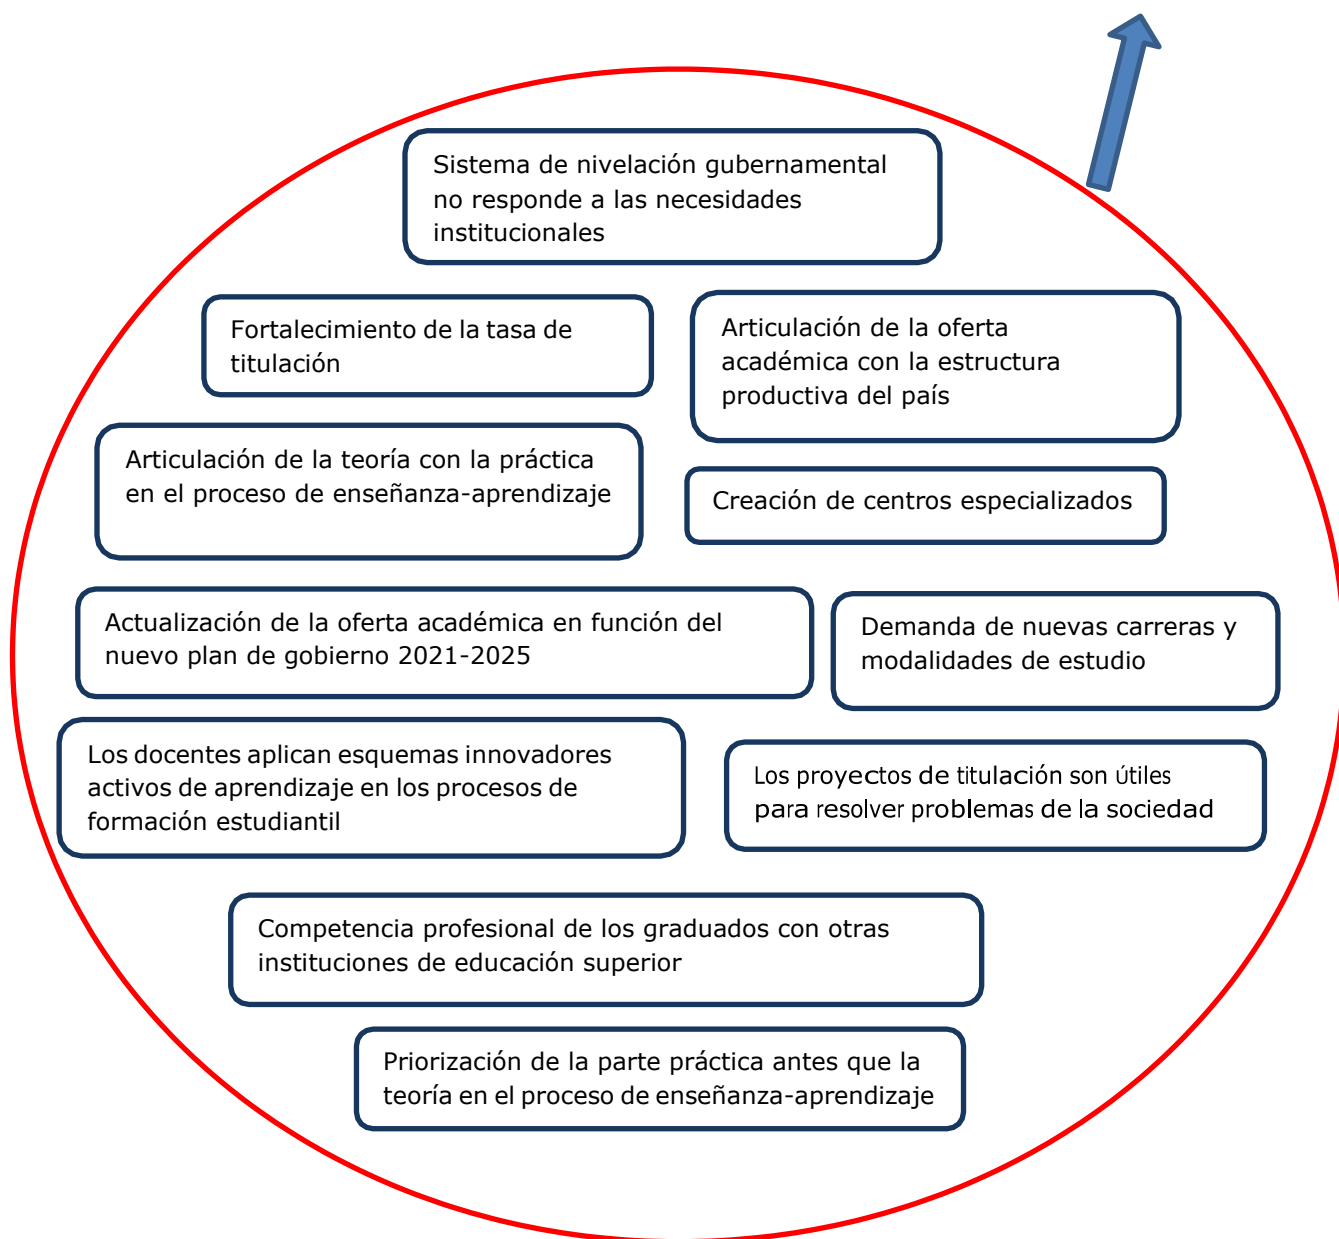 Sistema de nivelación gubernamental
no responde a las necesidades
institucionales
Fortalecimiento de la tasa de
titulación
Articulación de la oferta
académica con la estructura
productiva del país
Articulación de la teoría con la práctica
en el proceso de enseñanza-aprendizaje
Creación de centros especializados
Actualización de la oferta académica en función del
nuevo plan de gobierno 2021-2025
Demanda de nuevas carreras y
modalidades de estudio
Los docentes aplican esquemas innovadores
activos de aprendizaje en los procesos de
formación estudiantil
Los proyectos de titulación son útiles
para resolver problemas de la sociedad
Competencia profesional de los graduados con otras
instituciones de educación superior
Priorización de la parte práctica antes que la
teoría en el proceso de enseñanza-aprendizaje